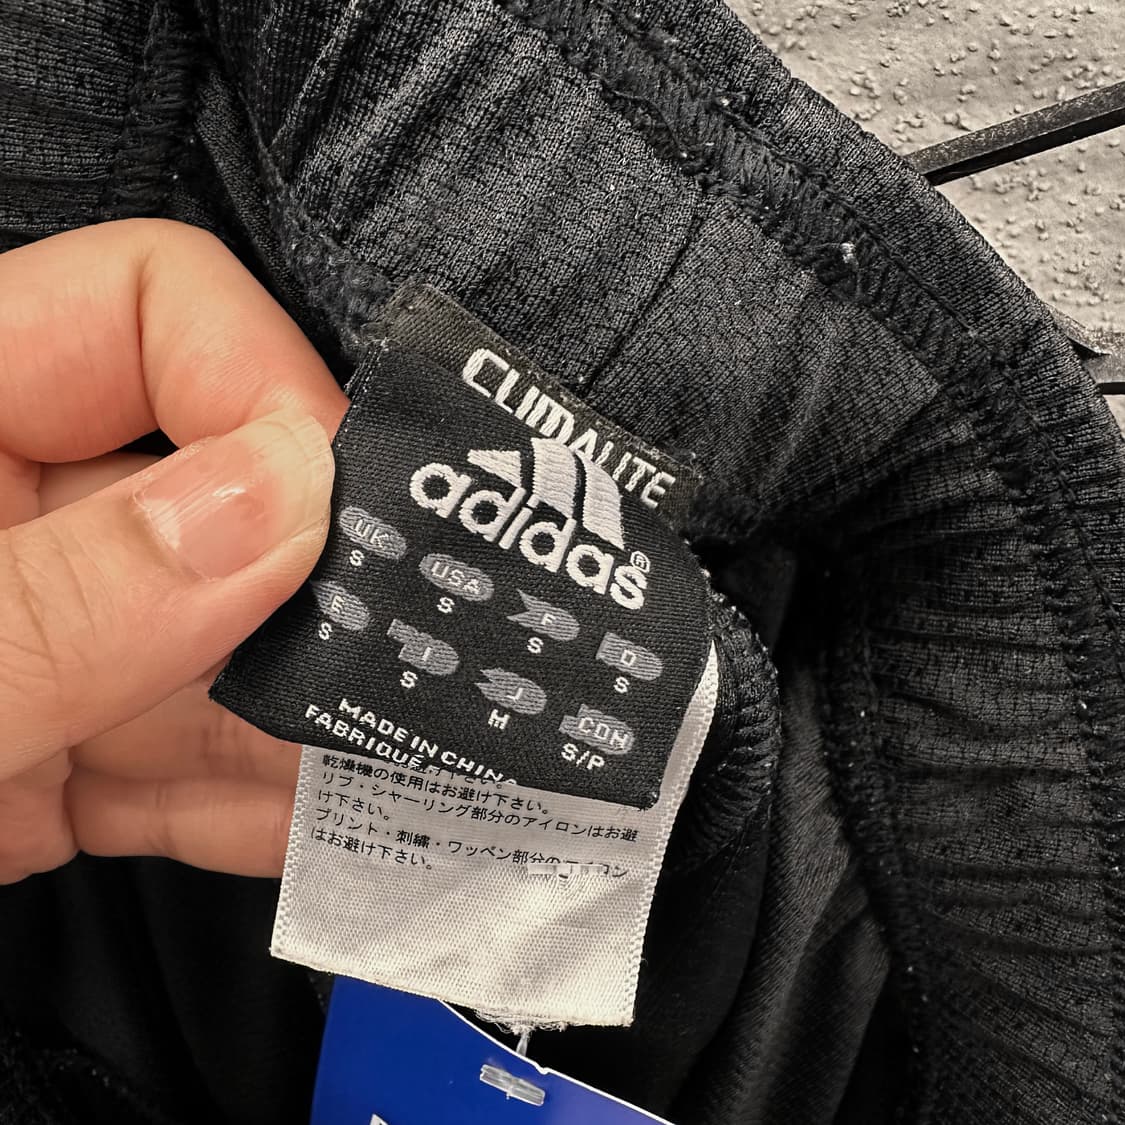 CLIMALITE
adidas®
UK USA F D
S S S S
E I J CDN
S S M S/P
MADE IN CHINA
FABRIQUÉ
乾燥機の使用はお避け下さい。
リブ・シャーリング部分のアイロンはお避
け下さい。
プリント・刺繍・ワッペン部分のアイロン
はお避け下さい。